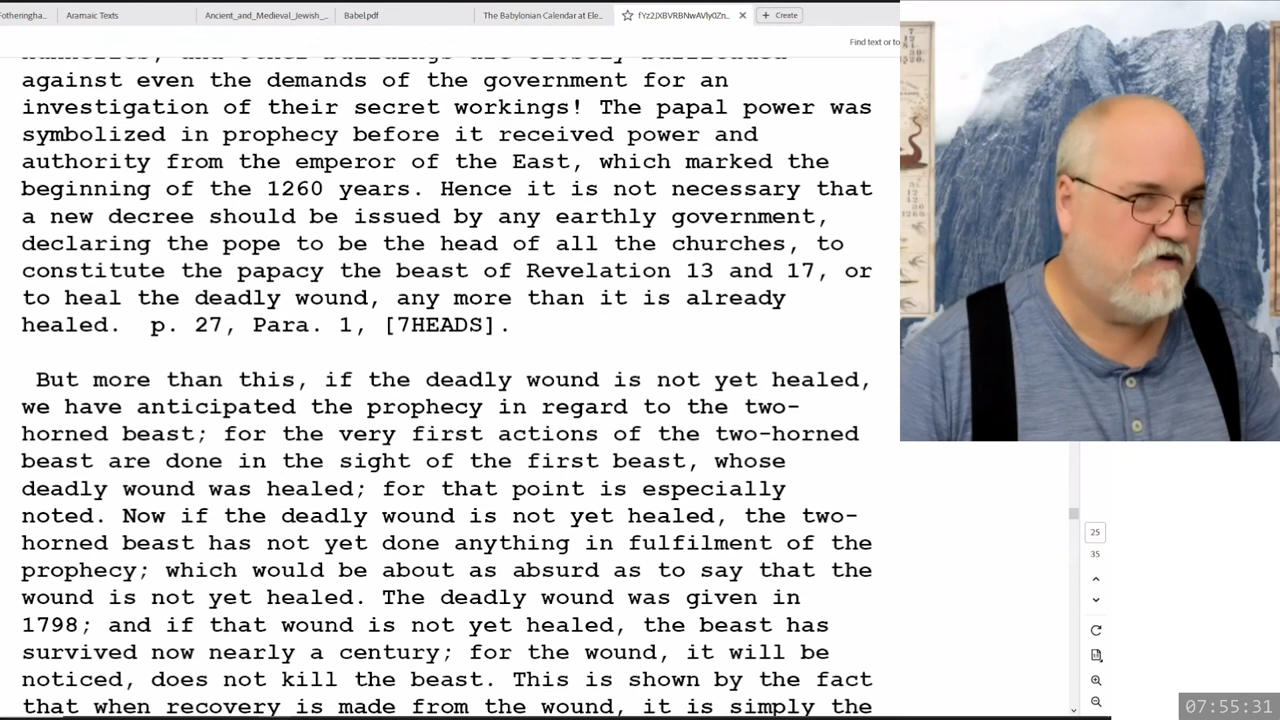 Fotheringha...
Aramaic Texts
Ancient_and_Medieval_Jewish_...
Babel.pdf
The Babylonian Calendar at Ele...
fYz2JXBVRBNwAVly0Zn...
Create
Find text or to
against even the demands of the government for an
investigation of their secret workings! The papal power was
symbolized in prophecy before it received power and
authority from the emperor of the East, which marked the
beginning of the 1260 years. Hence it is not necessary that
a new decree should be issued by any earthly government,
declaring the pope to be the head of all the churches, to
constitute the papacy the beast of Revelation 13 and 17, or
to heal the deadly wound, any more than it is already
healed. p. 27, Para. 1, [7HEADS].
But more than this, if the deadly wound is not yet healed,
we have anticipated the prophecy in regard to the two-
horned beast; for the very first actions of the two-horned
beast are done in the sight of the first beast, whose
deadly wound was healed; for that point is especially
noted. Now if the deadly wound is not yet healed, the two-
horned beast has not yet done anything in fulfilment of the
prophecy; which would be about as absurd as to say that the
wound is not yet healed. The deadly wound was given in
1798; and if that wound is not yet healed, the beast has
survived now nearly a century; for the wound, it will be
noticed, does not kill the beast. This is shown by the fact
that when recovery is made from the wound, it is simply the
25
35
07:55:31